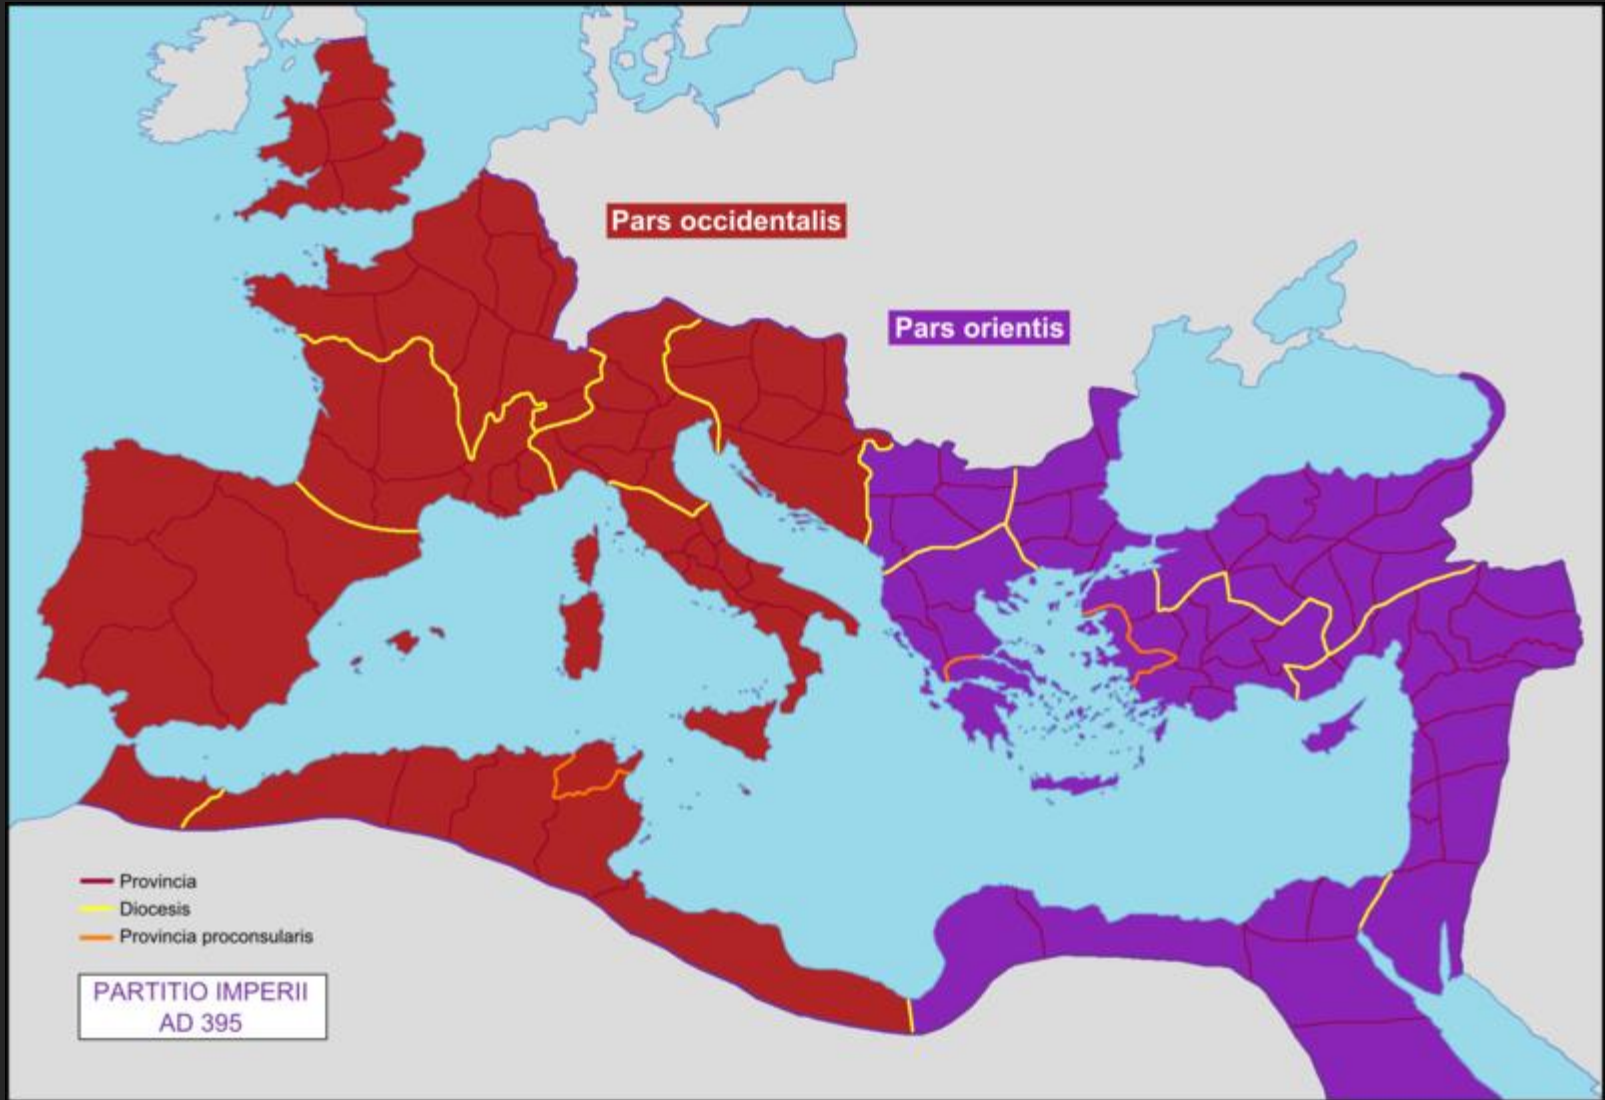 Pars occidentalis
Pars orientis
Provincia
Diocesis
Provincia proconsularis
PARTITIO IMPERII
AD 395